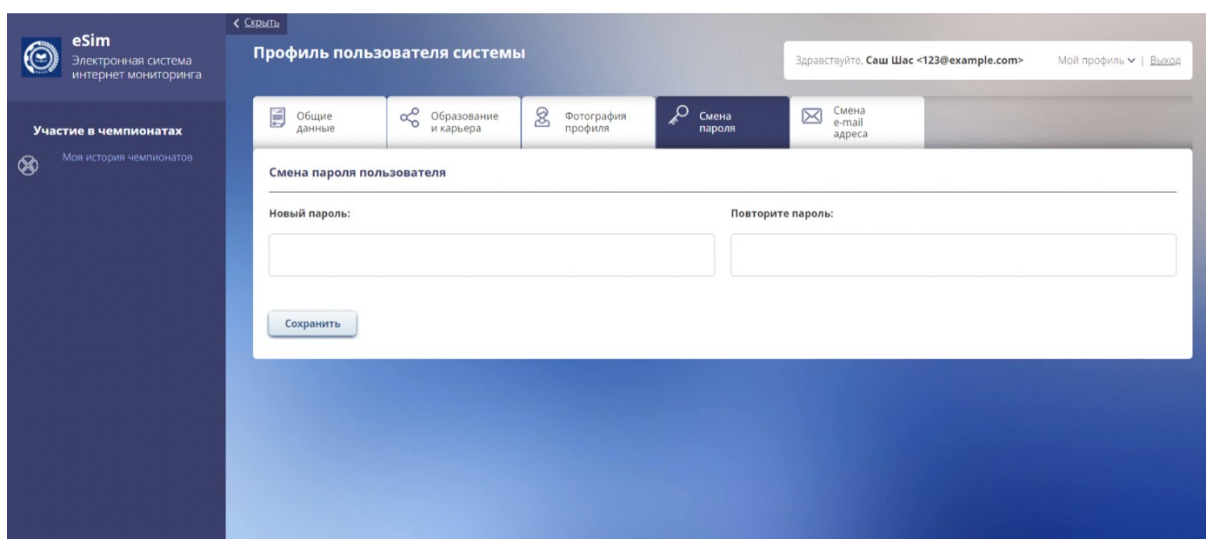 Скрыть
eSim
Электронная система
интернет мониторинга
Участие в чемпионатах
Моя история чемпионатов
Профиль пользователя системы
Здравствуйте, Саш Шас <123@example.com>
Мой профиль | Выход
Общие
данные
Образование
и карьера
Фотография
профиля
Смена
пароля
Смена
e-mail
адреса
Смена пароля пользователя
Новый пароль:
Повторите пароль:
Сохранить